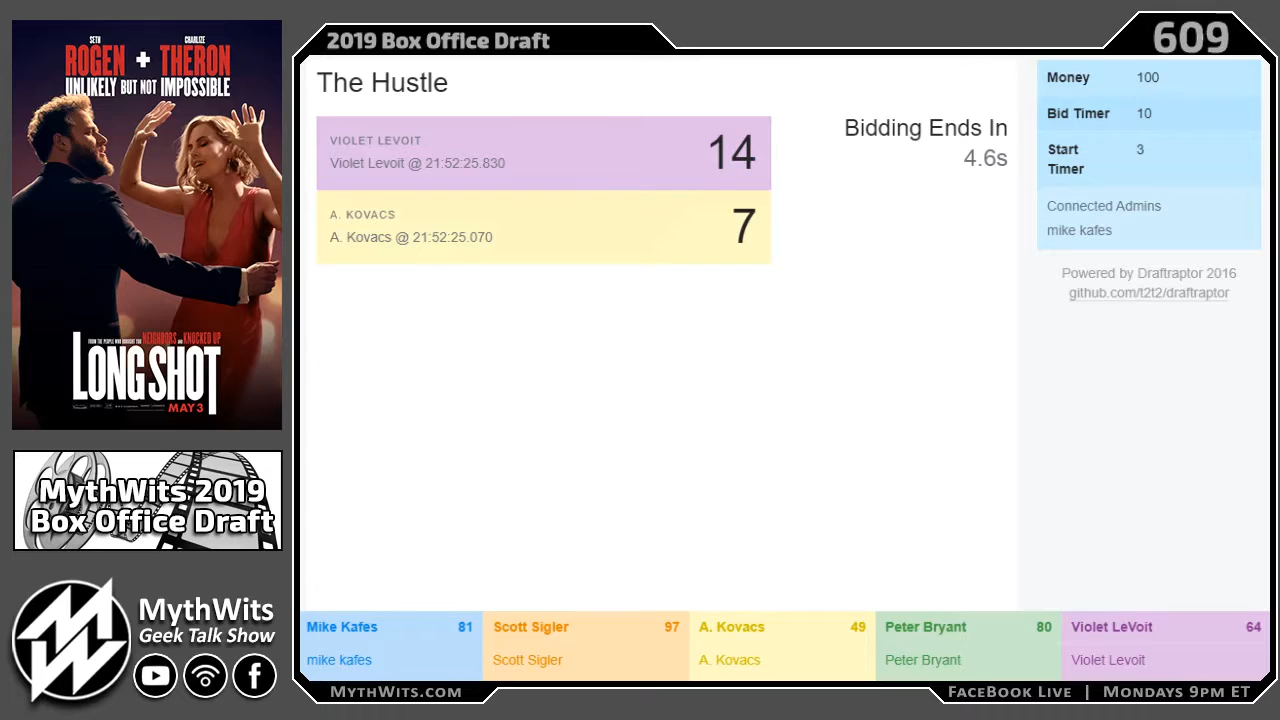 SETH
ROGEN + CHARLIZE
THERON
UNLIKELY BUT NOT IMPOSSIBLE
FROM THE PEOPLE WHO BROUGHT YOU NEIGHBORS AND KNOCKED UP
LONG SHOT
MAY 3
MythWits 2019
Box Office Draft
MythWits
Geek Talk Show
2019 Box Office Draft
609
The Hustle
VIOLET LEVOIT
Violet Levoit @ 21:52:25.830
14
A. KOVACS
A. Kovacs @ 21:52:25.070
7
Bidding Ends In
4.6s
Money 100
Bid Timer 10
Start Timer 3
Connected Admins
mike kafes
Powered by Draftraptor 2016
github.com/t2t2/draftraptor
Mike Kafes 81
mike kafes
Scott Sigler 97
Scott Sigler
A. Kovacs 49
A. Kovacs
Peter Bryant 80
Peter Bryant
Violet LeVoit 64
Violet Levoit
MYTHWITS.COM
FACEBOOK LIVE | MONDAYS 9PM ET